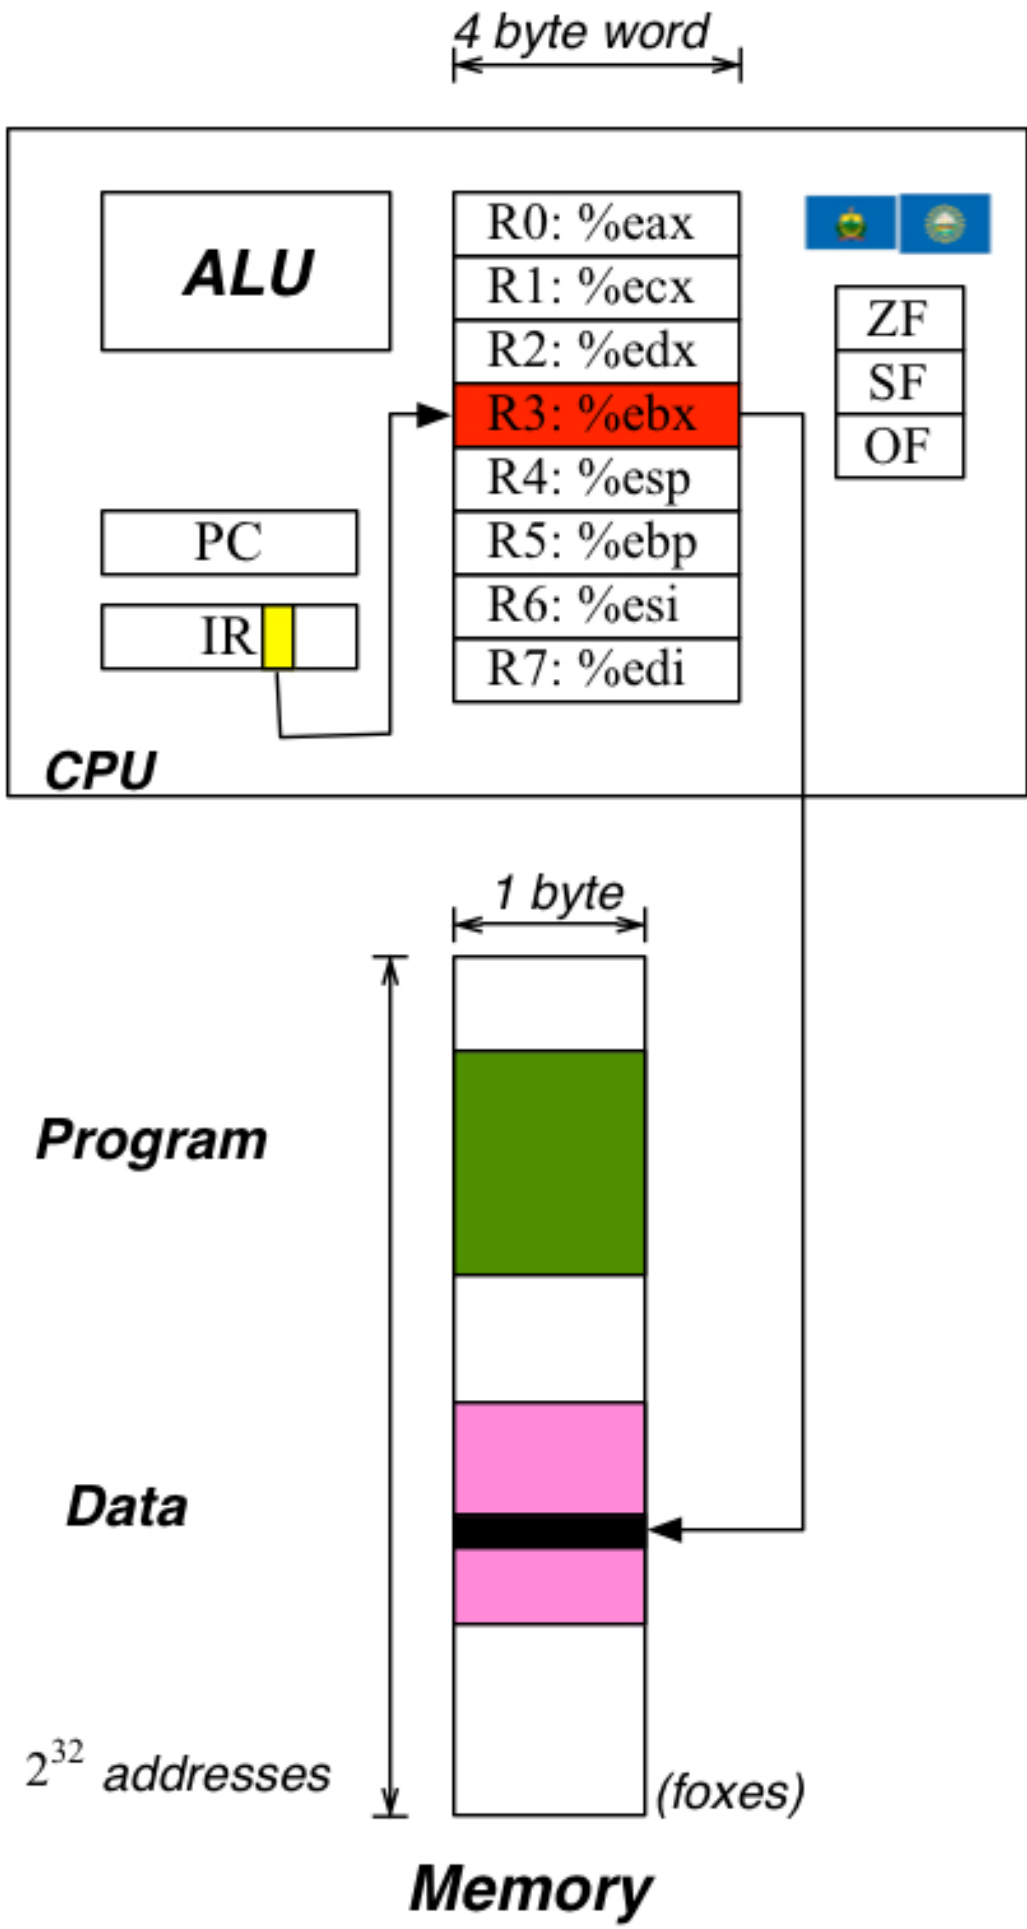 4 byte word
ALU
R0: %eax
R1: %ecx
R2: %edx
R3: %ebx
R4: %esp
R5: %ebp
R6: %esi
R7: %edi
ZF
SF
OF
PC
IR
CPU
1 byte
Program
Data
2^32 addresses
(foxes)
Memory